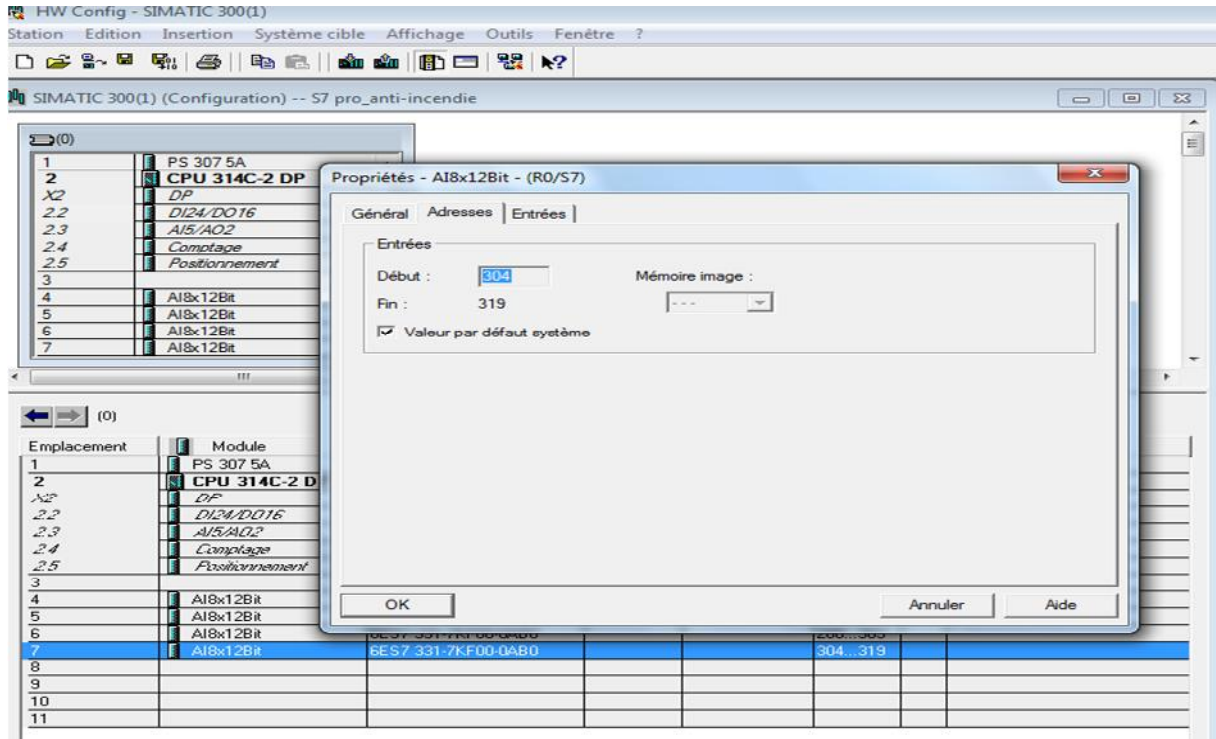 HW Config - SIMATIC 300(1)
Station Edition Insertion Système cible Affichage Outils Fenêtre ?
SIMATIC 300(1) (Configuration) -- S7 pro_anti-incendie
(0)
1 PS 307 5A
2 CPU 314C-2 DP
X2 DP
2.2 DI24/DO16
2.3 AI5/AO2
2.4 Comptage
2.5 Positionnement
3
4 AI8x12Bit
5 AI8x12Bit
6 AI8x12Bit
7 AI8x12Bit
Propriétés - AI8x12Bit - (R0/S7)
Général Adresses Entrées
Entrées
Début : 304 Mémoire image :
Fin : 319 ---
Valeur par défaut système
OK Annuler Aide
(0)
Emplacement Module
1 PS 307 5A
2 CPU 314C-2 D
X2 DP
2.2 DI24/DO16
2.3 AI5/AO2
2.4 Comptage
2.5 Positionnement
3
4 AI8x12Bit
5 AI8x12Bit
6 AI8x12Bit
7 AI8x12Bit 6ES7 331-7KF00-0AB0 304...319
8
9
10
11